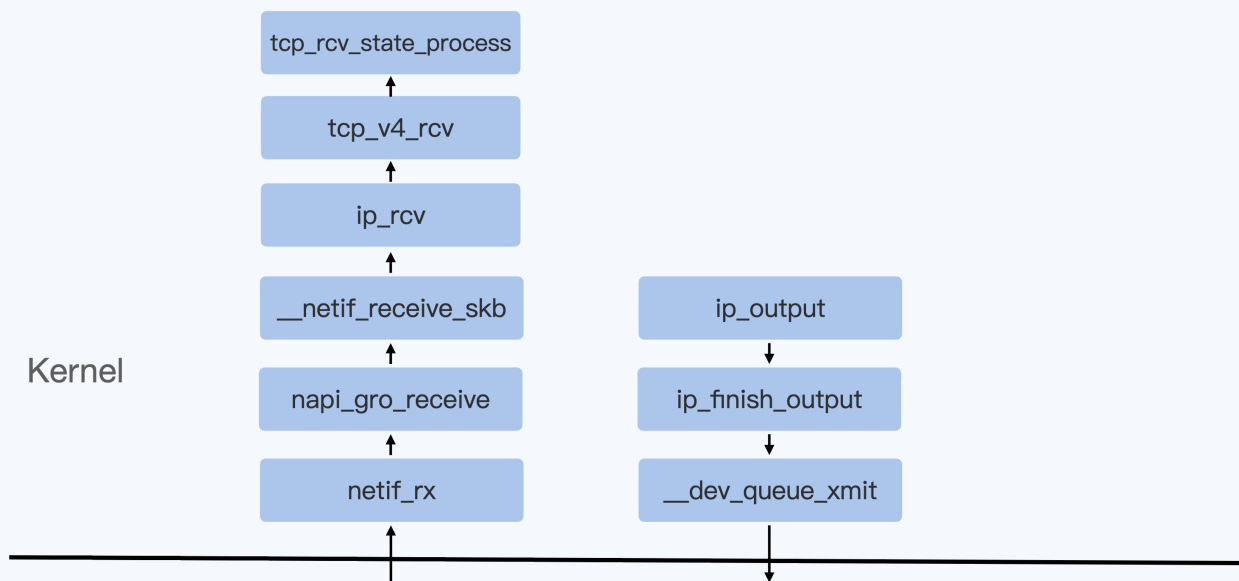 tcp_rcv_state_process
tcp_v4_rcv
ip_rcv
__netif_receive_skb
ip_output
Kernel
napi_gro_receive
ip_finish_output
netif_rx
__dev_queue_xmit